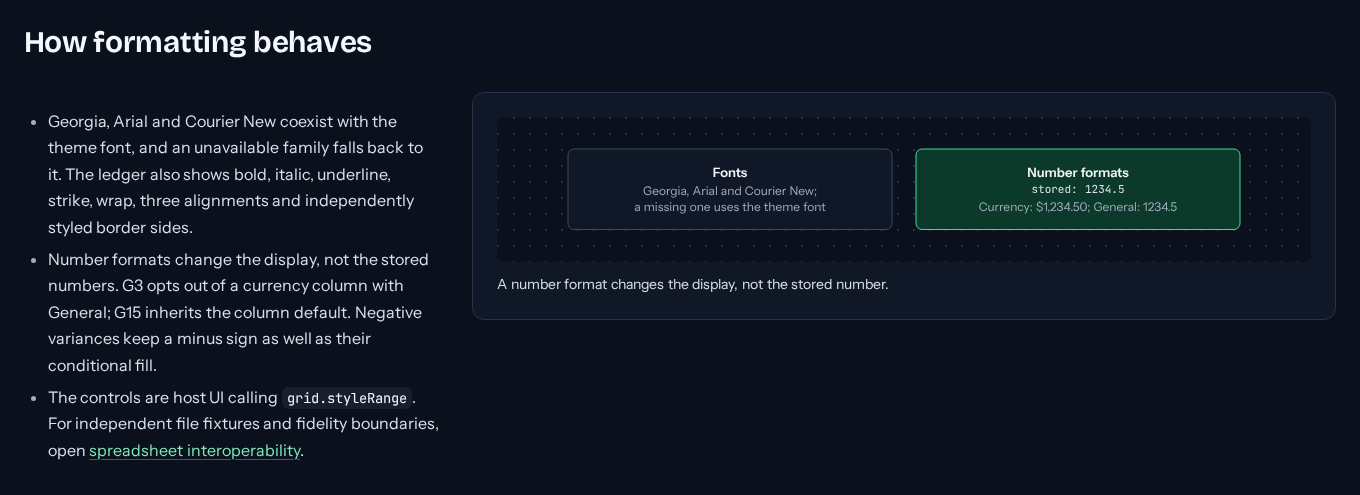 How formatting behaves
Georgia, Arial and Courier New coexist with the
theme font, and an unavailable family falls back to
it. The ledger also shows bold, italic, underline,
strike, wrap, three alignments and independently
styled border sides.
Number formats change the display, not the stored
numbers. G3 opts out of a currency column with
General; G15 inherits the column default. Negative
variances keep a minus sign as well as their
conditional fill.
The controls are host UI calling grid.styleRange.
For independent file fixtures and fidelity boundaries,
open spreadsheet interoperability.
Fonts
Georgia, Arial and Courier New;
a missing one uses the theme font
Number formats
stored: 1234.5
Currency: $1,234.50; General: 1234.5
A number format changes the display, not the stored number.